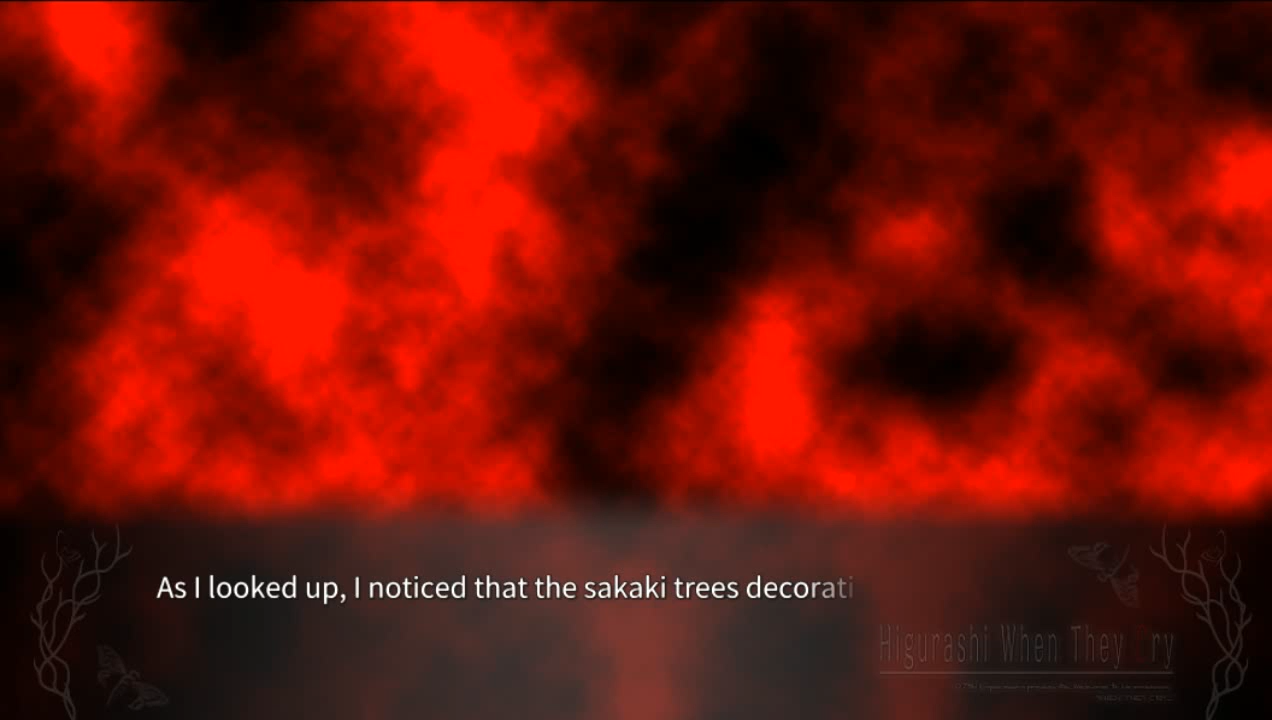 As I looked up, I noticed that the sakaki trees decorati
Higurashi When They Cry